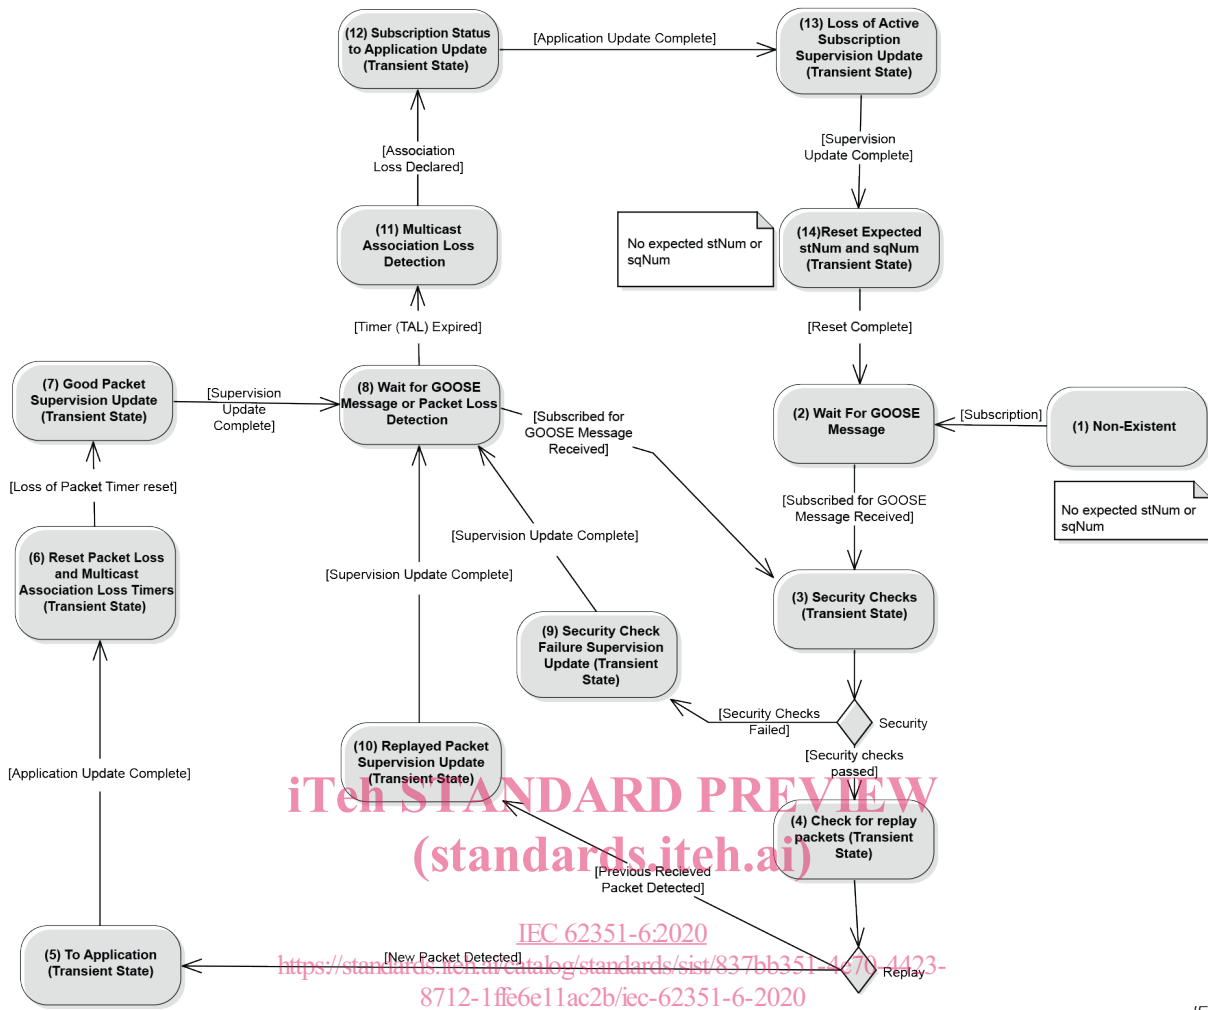 (12) Subscription Status
to Application Update
(Transient State)
[Application Update Complete]
(13) Loss of Active
Subscription
Supervision Update
(Transient State)
[Association
Loss Declared]
[Supervision
Update Complete]
(11) Multicast
Association Loss
Detection
No expected stNum or
sqNum
(14)Reset Expected
stNum and sqNum
(Transient State)
[Timer (TAL) Expired]
[Reset Complete]
(7) Good Packet
Supervision Update
(Transient State)
[Supervision
Update
Complete]
(8) Wait for GOOSE
Message or Packet Loss
Detection
[Subscribed for
GOOSE Message
Received]
(2) Wait For GOOSE
Message
[Subscription]
(1) Non-Existent
[Loss of Packet Timer reset]
[Subscribed for GOOSE
Message Received]
No expected stNum or
sqNum
[Supervision Update Complete]
(6) Reset Packet Loss
and Multicast
Association Loss Timers
(Transient State)
[Supervision Update Complete]
(3) Security Checks
(Transient State)
(9) Security Check
Failure Supervision
Update (Transient
State)
[Security Checks
Failed]
Security
(10) Replayed Packet
Supervision Update
(Transient State)
[Security checks
passed]
[Application Update Complete]
iTeh STANDARD PREVIEW
(standards.iteh.ai)
(4) Check for replay
packets (Transient
State)
[Previous Recieved
Packet Detected]
IEC 62351-6:2020
(5) To Application
(Transient State)
[New Packet Detected]
https://standards.iteh.ai/catalog/standards/sist/837bb351-4c70-4423-
8712-1ffe6e11ac2b/iec-62351-6-2020
Replay